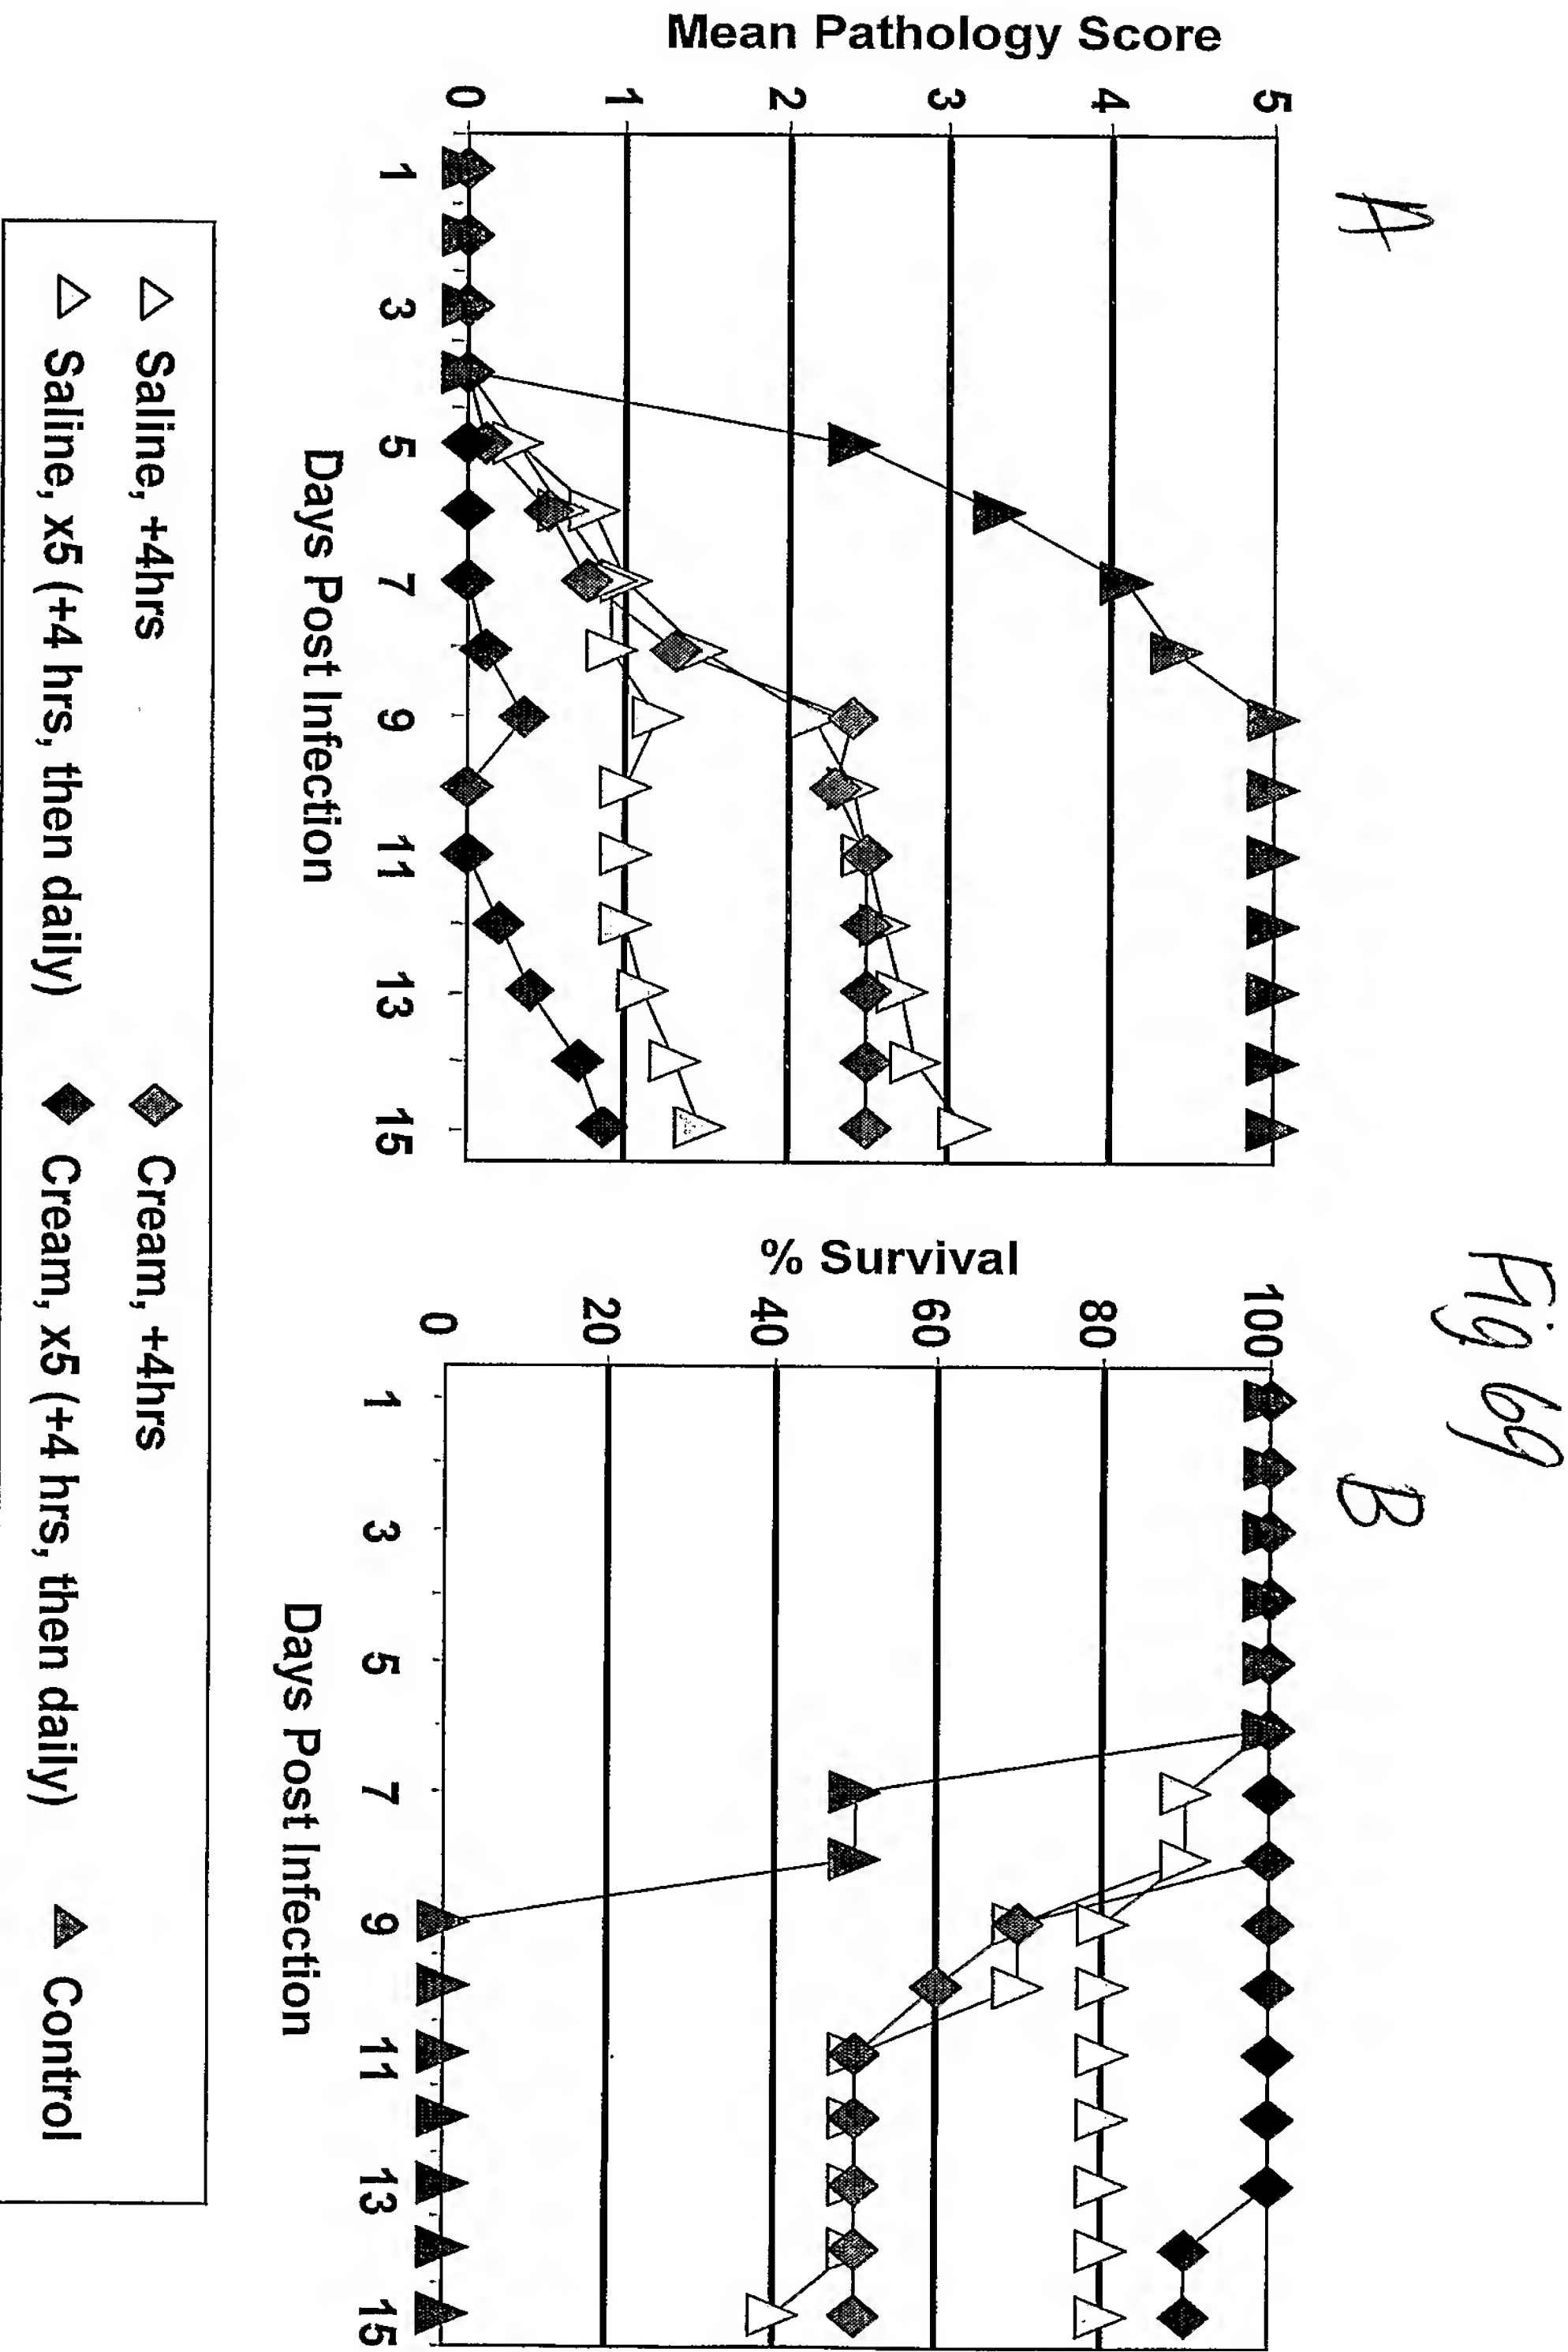 Fig 6g
A
B
Mean Pathology Score
5
4
3
2
1
0
1 3 5 7 9 11 13 15
Days Post Infection
% Survival
100
80
60
40
20
0
1 3 5 7 9 11 13 15
Days Post Infection
Saline, +4hrs
Cream, +4hrs
Saline, x5 (+4 hrs, then daily)
Cream, x5 (+4 hrs, then daily)
Control